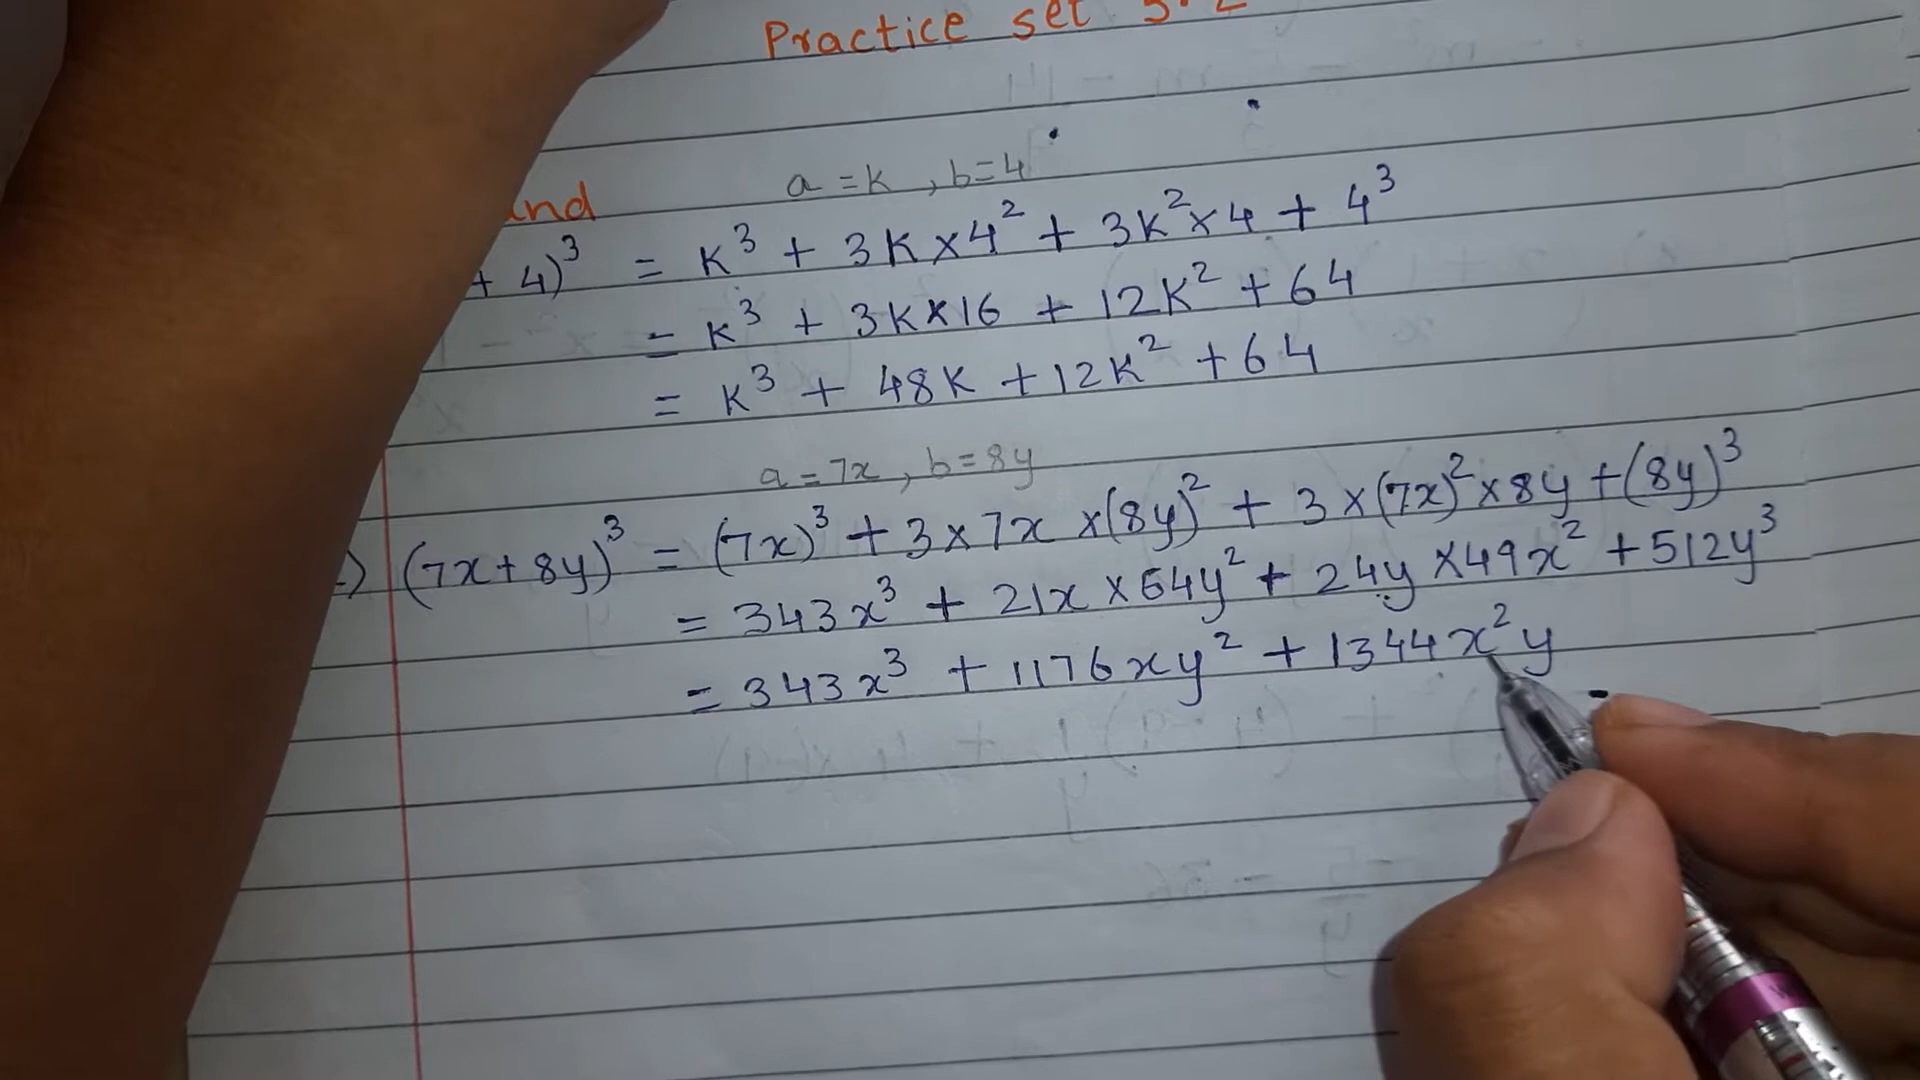 Practice set
a = k , b = 4
+ 4)³ = k³ + 3k × 4² + 3k² × 4 + 4³
= k³ + 3k × 16 + 12k² + 64
= k³ + 48k + 12k² + 64
a = 7x , b = 8y
(7x + 8y)³ = (7x)³ + 3 × 7x × (8y)² + 3 × (7x)² × 8y + (8y)³
= 343x³ + 21x × 64y² + 24y × 49x² + 512y³
= 343x³ + 1176xy² + 1344x²y